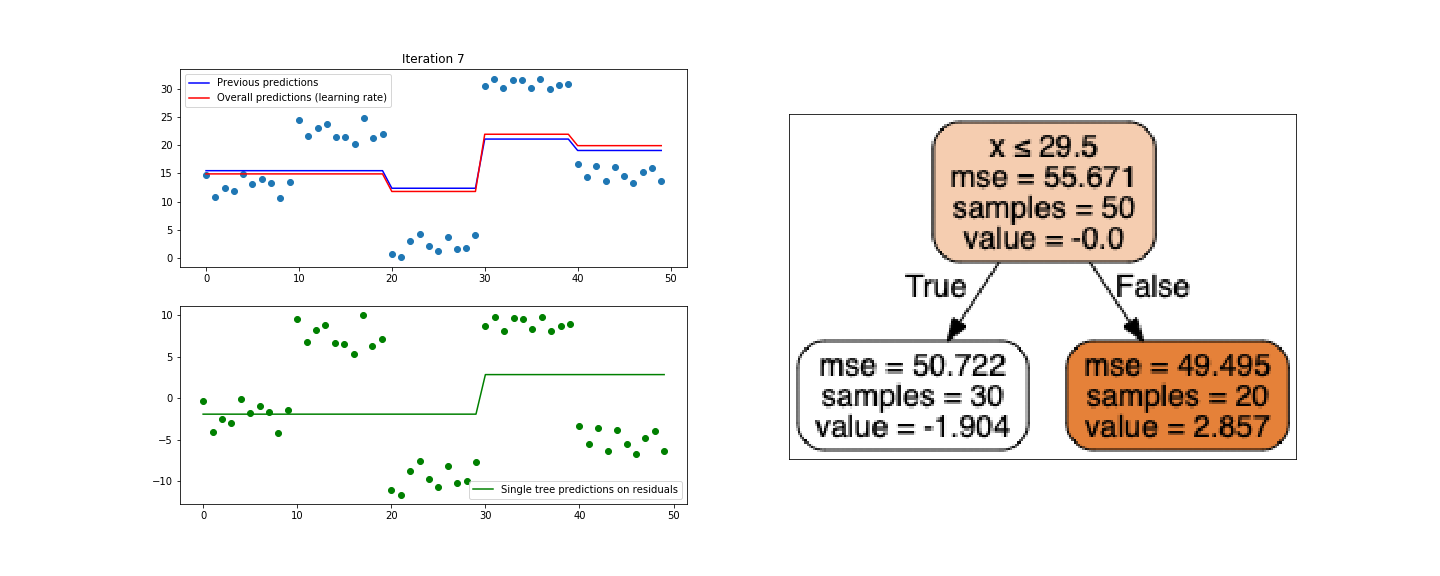 Iteration 7
Previous predictions
Overall predictions (learning rate)
30
25
20
15
10
5
0
0
10
20
30
40
50
10
5
0
−5
−10
Single tree predictions on residuals
0
10
20
30
40
50
x ≤ 29.5
mse = 55.671
samples = 50
value = -0.0
True
False
mse = 50.722
samples = 30
value = -1.904
mse = 49.495
samples = 20
value = 2.857